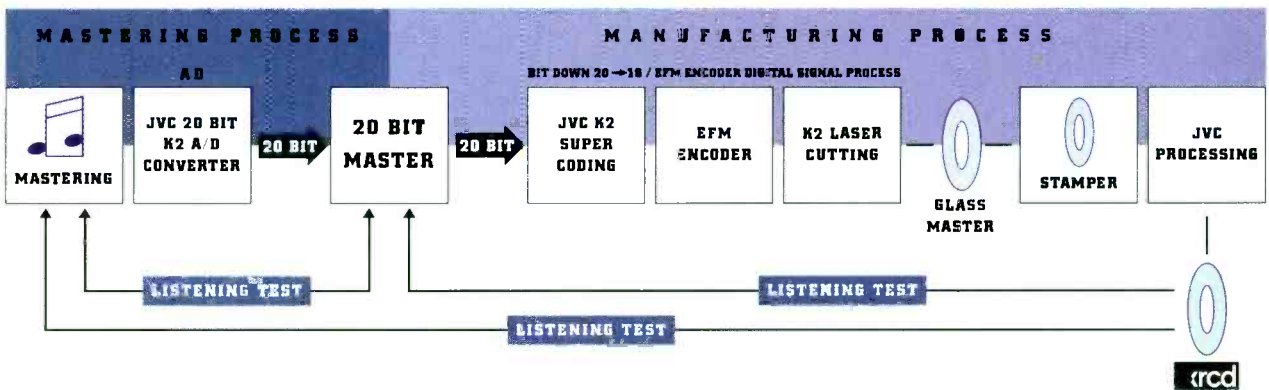 MASTERING PROCESS
MANUFACTURING PROCESS
AD
BIT DOWN 20→16 / EFM ENCODER DIGITAL SIGNAL PROCESS
MASTERING
JVC 20 BIT
K2 A/D
CONVERTER
20 BIT
20 BIT
MASTER
20 BIT
JVC K2
SUPER
CODING
EFM
ENCODER
K2 LASER
CUTTING
GLASS
MASTER
STAMPER
JVC
PROCESSING
LISTENING TEST
LISTENING TEST
LISTENING TEST
xrcd